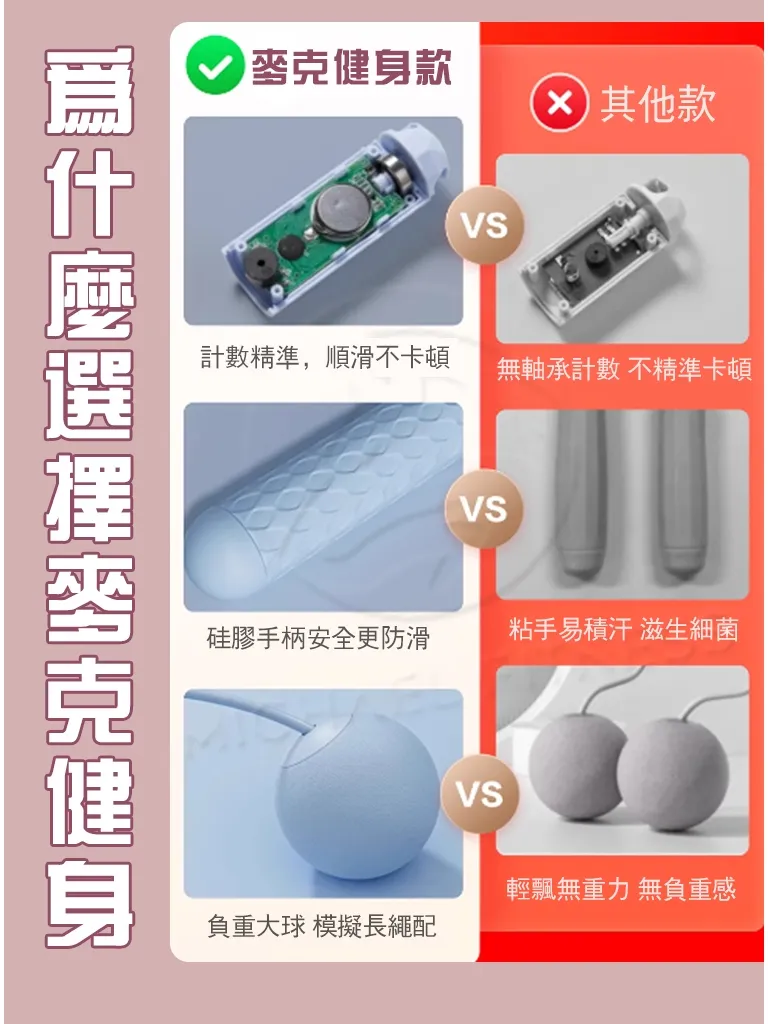 爲什麼選擇麥克健身
麥克健身款
其他款
VS
計數精準，順滑不卡頓
無軸承計數 不精準卡頓
VS
硅膠手柄安全更防滑
粘手易積汗 滋生細菌
VS
負重大球 模擬長繩配
輕飄無重力 無負重感